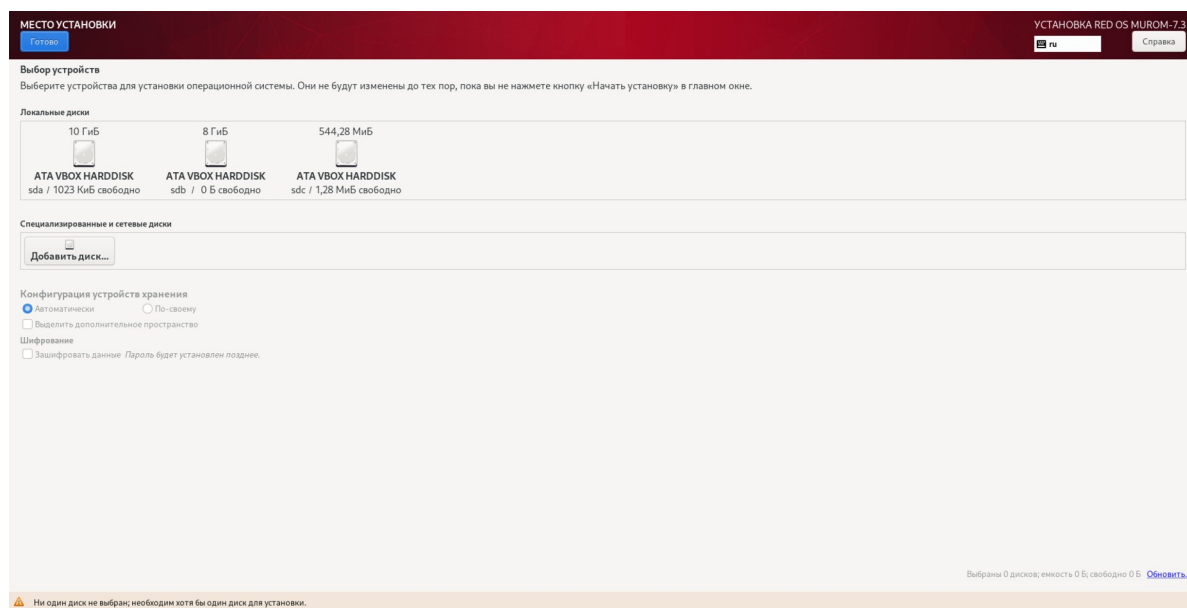 МЕСТО УСТАНОВКИ
УСТАНОВКА RED OS MUROM-7.3
Готово
ru
Справка
Выбор устройств
Выберите устройства для установки операционной системы. Они не будут изменены до тех пор, пока вы не нажмете кнопку «Начать установку» в главном окне.
Локальные диски
10 ГиБ 8 ГиБ 544,28 МиБ
ATA VBOX HARDDISK ATA VBOX HARDDISK ATA VBOX HARDDISK
sda / 1023 КиБ свободно sdb / 0 Б свободно sdc / 1,28 МиБ свободно
Специализированные и сетевые диски
Добавить диск...
Конфигурация устройств хранения
Автоматически По-своему
Выделить дополнительное пространство
Шифрование
Зашифровать данные Пароль будет установлен позднее.
Выбраны 0 дисков; емкость 0 Б; свободно 0 Б Обновить.
Ни один диск не выбран; необходим хотя бы один диск для установки.